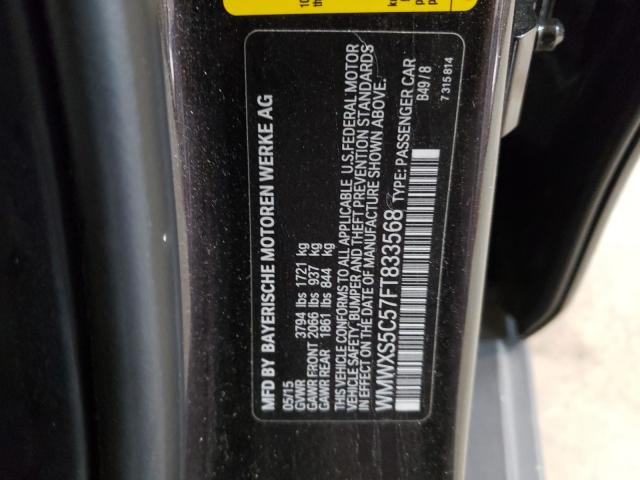 MFD BY BAYERISCHE MOTOREN WERKE AG
05/15
GVWR 3794 lbs 1721 kg
GAWR FRONT 2066 lbs 937 kg
GAWR REAR 1861 lbs 844 kg
THIS VEHICLE CONFORMS TO ALL APPLICABLE U.S.FEDERAL MOTOR
VEHICLE SAFETY, BUMPER AND THEFT PREVENTION STANDARDS
IN EFFECT ON THE DATE OF MANUFACTURE SHOWN ABOVE.
WMWXS5C57FT833568 TYPE: PASSENGER CAR
B49/8
7 315 814